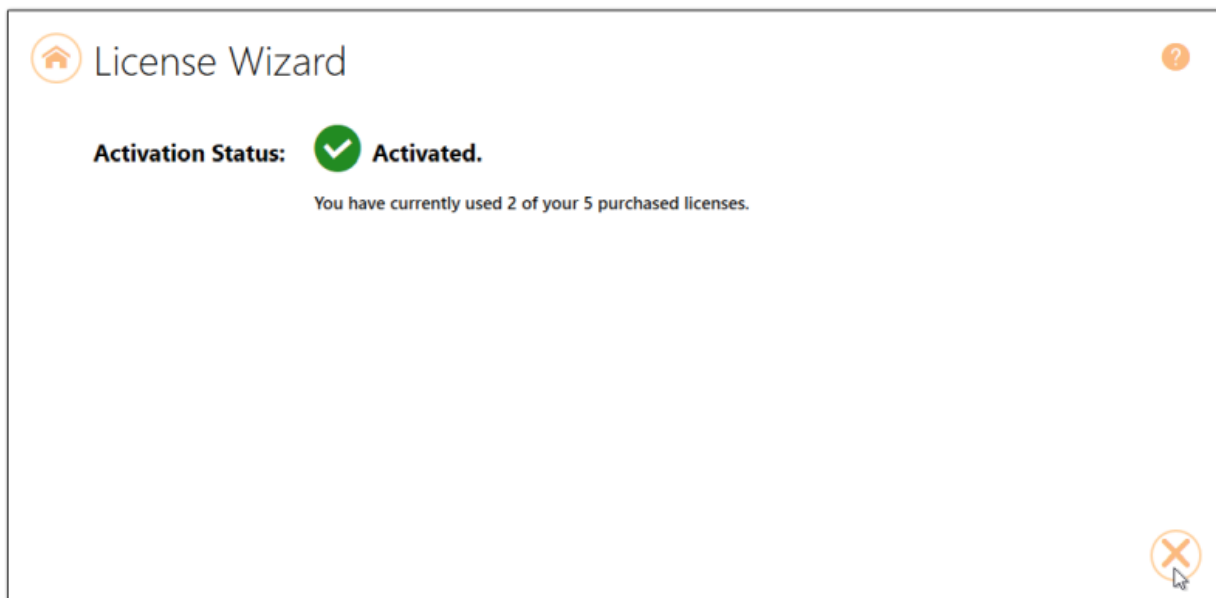 License Wizard
?
Activation Status: Activated.
You have currently used 2 of your 5 purchased licenses.